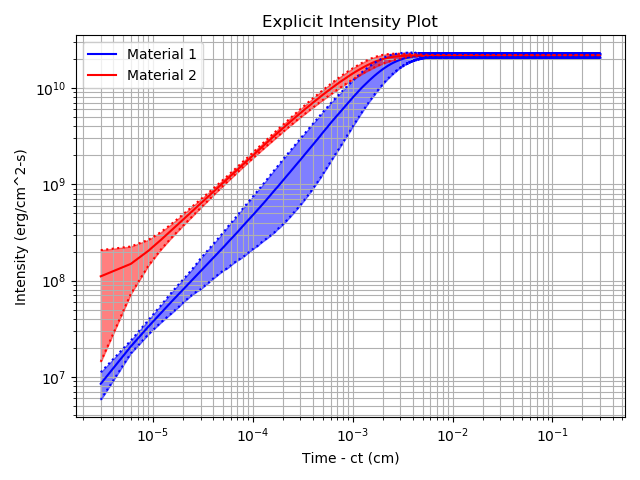 Explicit Intensity Plot
Material 1
Material 2
Intensity (erg/cm^2-s)
10^10
10^9
10^8
10^7
10^-5
10^-4
10^-3
10^-2
10^-1
Time - ct (cm)